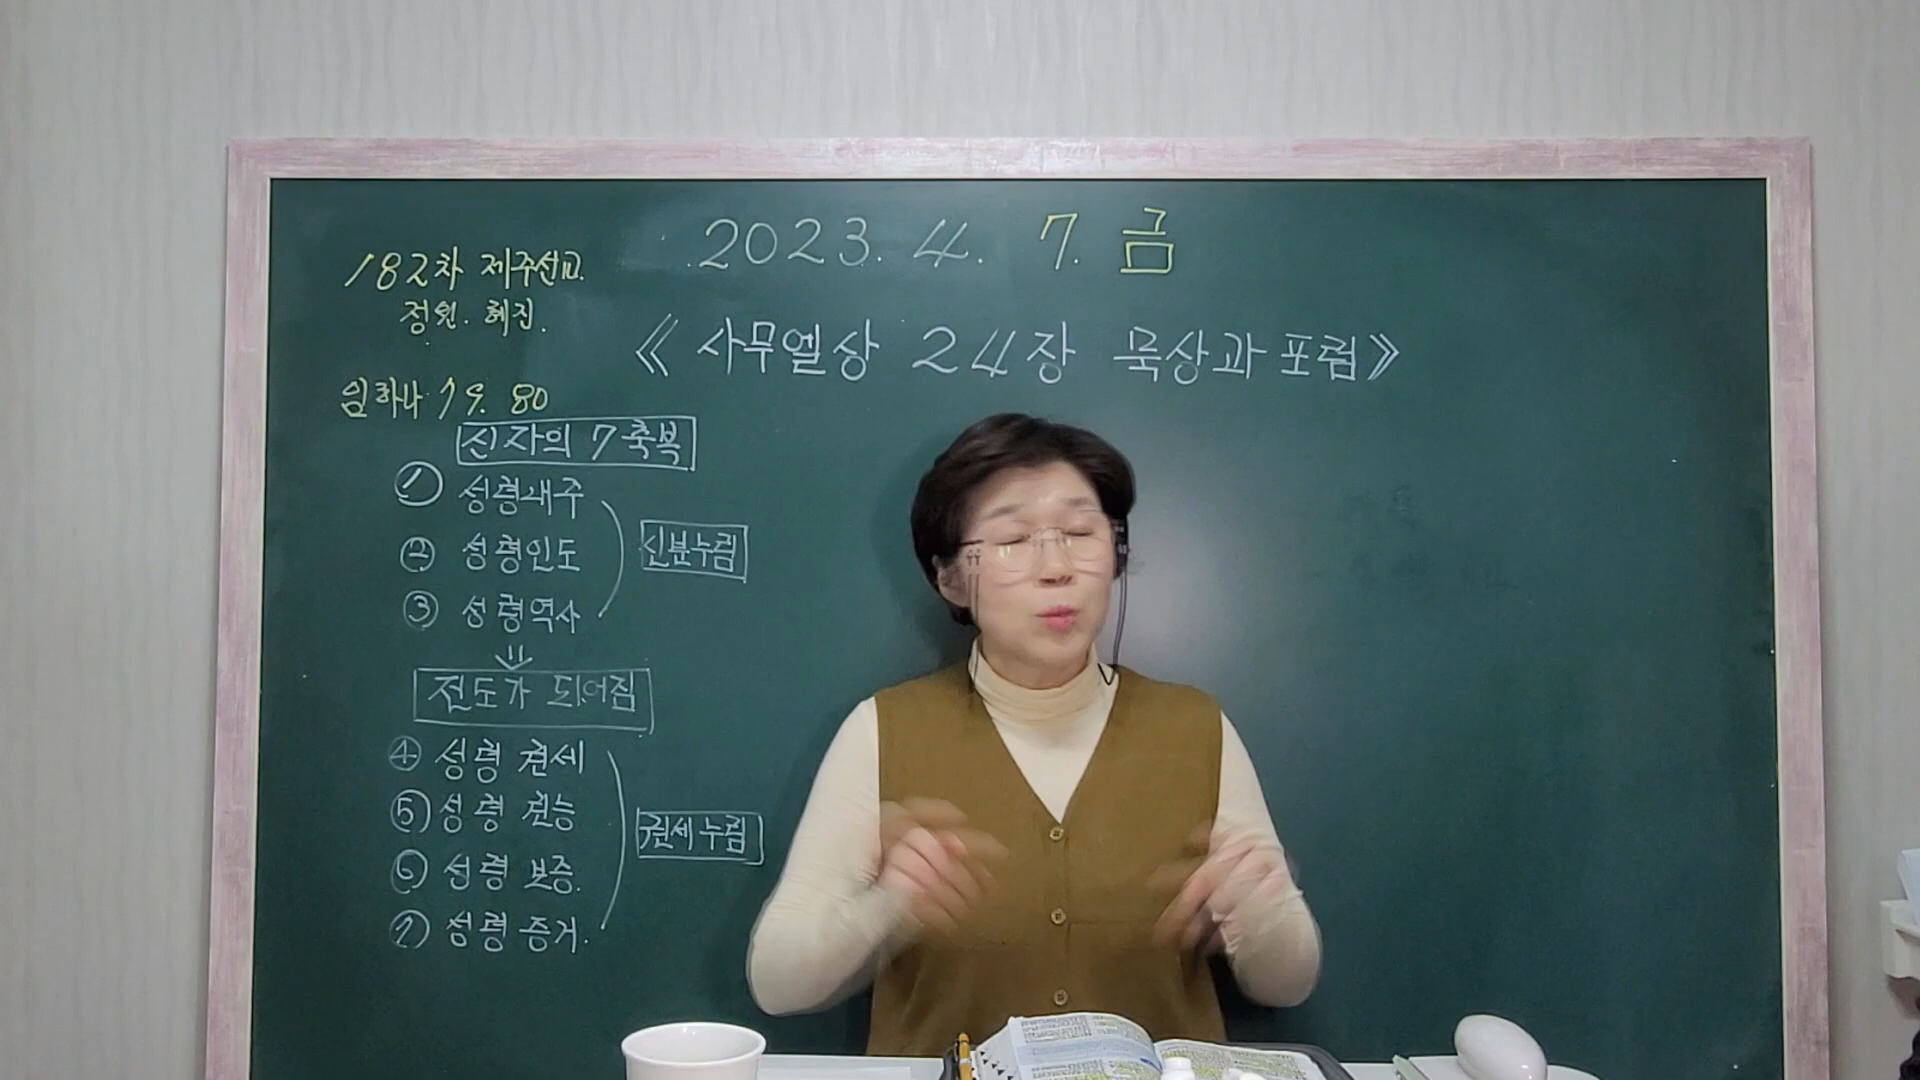 2023. 4. 7. 금
182차 제주선교
정원. 혜진.
《 사무엘상 24장 묵상과 포럼》
임하나 79. 80
신자의 7축복
① 성령내주
② 성령인도
③ 성령역사
신분누림
⇓
전도가 되어짐
④ 성령 권세
⑤ 성령 권능
⑥ 성령 보증.
⑦ 성령 증거.
권세누림